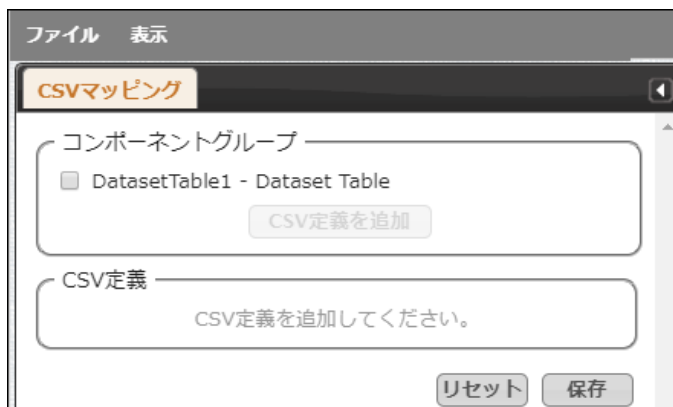 ファイル 表示
CSVマッピング
コンポーネントグループ
DatasetTable1 - Dataset Table
CSV定義を追加
CSV定義
CSV定義を追加してください。
リセット 保存